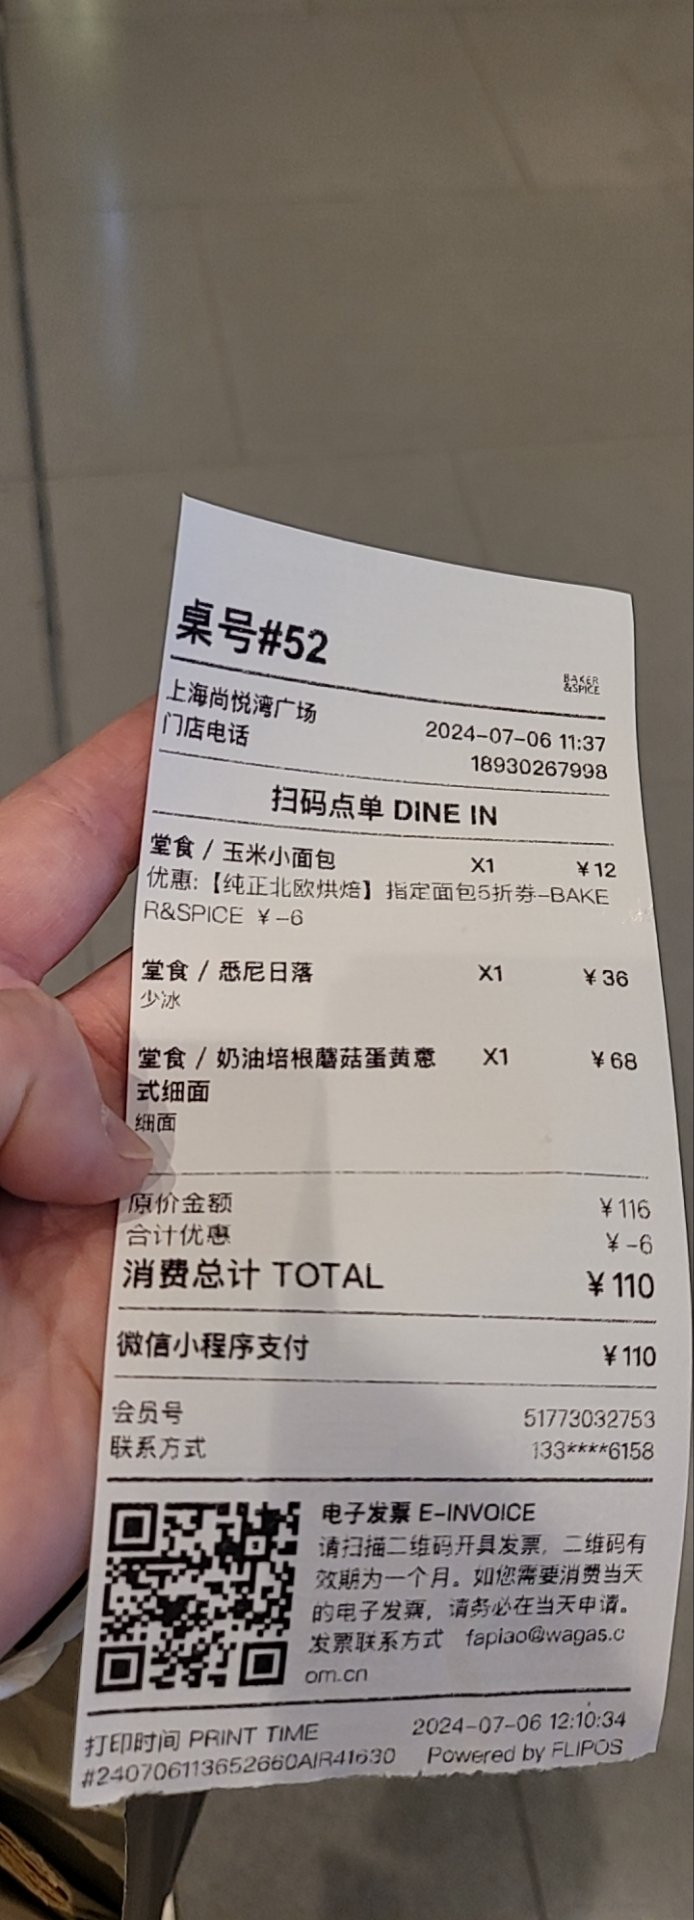 桌号#52
BAKER
&SPICE
上海尚悦湾广场 2024-07-06 11:37
门店电话 18930267998
扫码点单 DINE IN
堂食 / 玉米小面包 X1 ¥12
优惠:【纯正北欧烘焙】指定面包5折券-BAKE
R&SPICE ¥-6
堂食 / 悉尼日落 X1 ¥36
少冰
堂食 / 奶油培根蘑菇蛋黄意 X1 ¥68
式细面
细面
原价金额 ¥116
合计优惠 ¥-6
消费总计 TOTAL ¥110
微信小程序支付 ¥110
会员号 51773032753
联系方式 133****6158
电子发票 E-INVOICE
请扫描二维码开具发票，二维码有
效期为一个月。如您需要消费当天
的电子发票，请务必在当天申请。
发票联系方式 fapiao@wagas.c
om.cn
打印时间 PRINT TIME 2024-07-06 12:10:34
#240706113652660AIR41630 Powered by FLIPOS